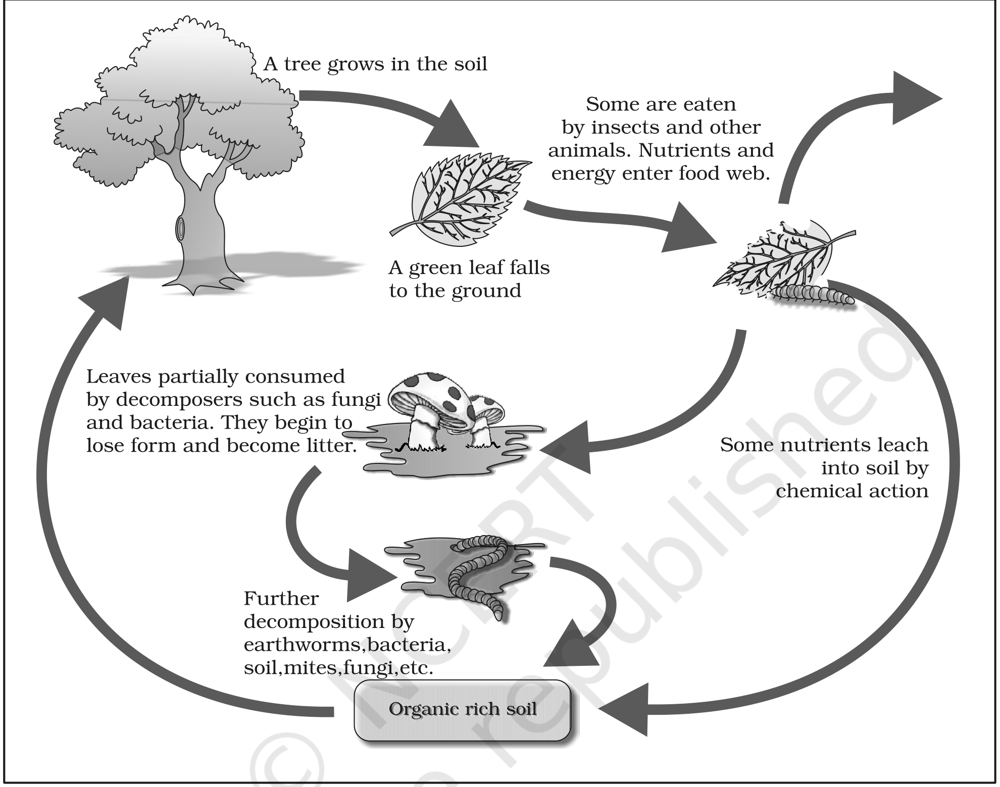 A tree grows in the soil
Some are eaten
by insects and other
animals. Nutrients and
energy enter food web.
A green leaf falls
to the ground
Leaves partially consumed
by decomposers such as fungi
and bacteria. They begin to
lose form and become litter.
Some nutrients leach
into soil by
chemical action
Further
decomposition by
earthworms,bacteria,
soil,mites,fungi,etc.
Organic rich soil
© NCERT
republished